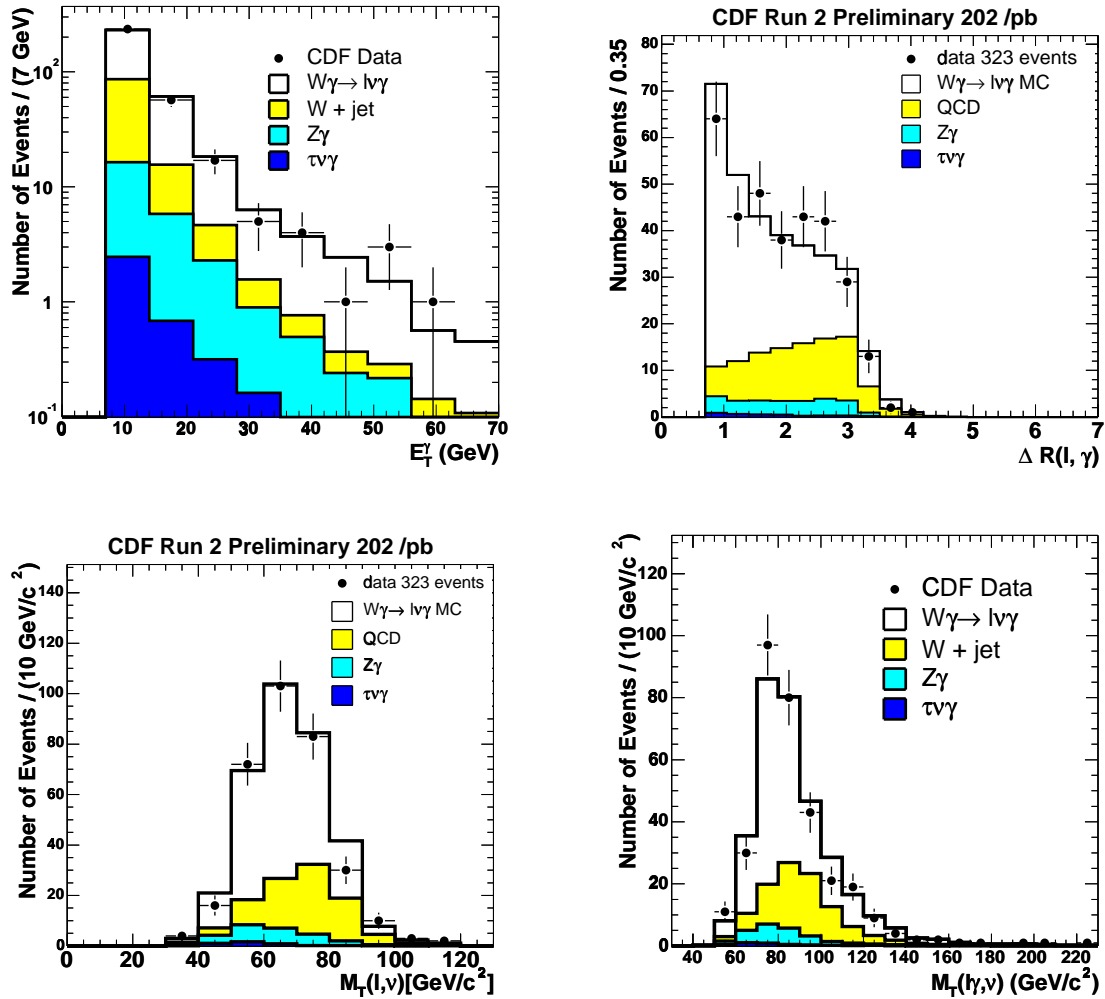 CDF Run 2 Preliminary 202 /pb
Number of Events / (7 GeV)
10²
10
1
10⁻¹
CDF Data
Wγ→ lνγ
W + jet
Zγ
τνγ
0 10 20 30 40 50 60 70
E_T^γ (GeV)
Number of Events / 0.35
80
70
60
50
40
30
20
10
0
data 323 events
Wγ→ lνγ MC
QCD
Zγ
τνγ
0 1 2 3 4 5 6 7
Δ R(l, γ)
CDF Run 2 Preliminary 202 /pb
Number of Events / (10 GeV/c²)
140
120
100
80
60
40
20
0
data 323 events
Wγ→ lνγ MC
QCD
Zγ
τνγ
0 20 40 60 80 100 120
M_T(l,ν)[GeV/c²]
Number of Events / (10 GeV/c²)
120
100
80
60
40
20
0
CDF Data
Wγ→ lνγ
W + jet
Zγ
τνγ
40 60 80 100 120 140 160 180 200 220
M_T(lγ,ν) (GeV/c²)